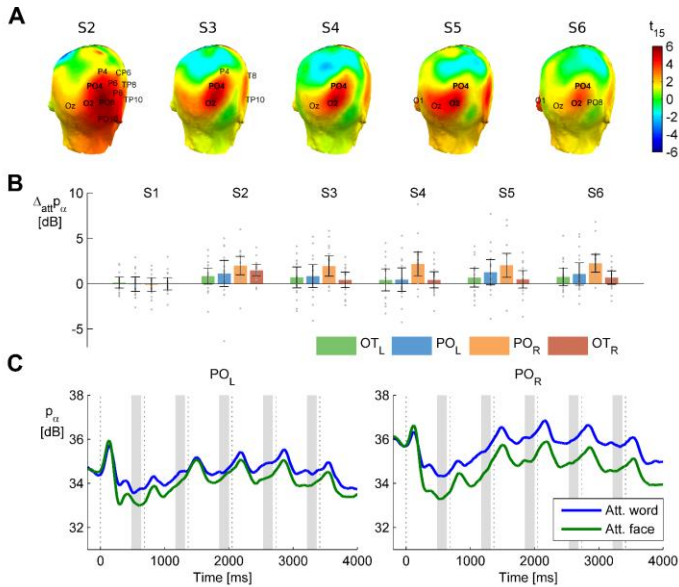 A
S2 S3 S4 S5 S6 t15
P4 CP6 PO4 P6 TP8 P8 Oz O2 PO8 TP10 PO10
P4 T8 PO4 Oz O2 TP10
PO4 Oz O2
PO4 O1 Oz O2
PO4 O1 Oz O2 PO8
6
4
2
0
-2
-4
-6
B
Δatt pα [dB]
S1 S2 S3 S4 S5 S6
10
5
0
-5
OTL POL POR OTR
C
POL POR
pα [dB]
38
36
34
32
0 1000 2000 3000 4000
Time [ms]
38
36
34
32
0 1000 2000 3000 4000
Time [ms]
Att. word
Att. face